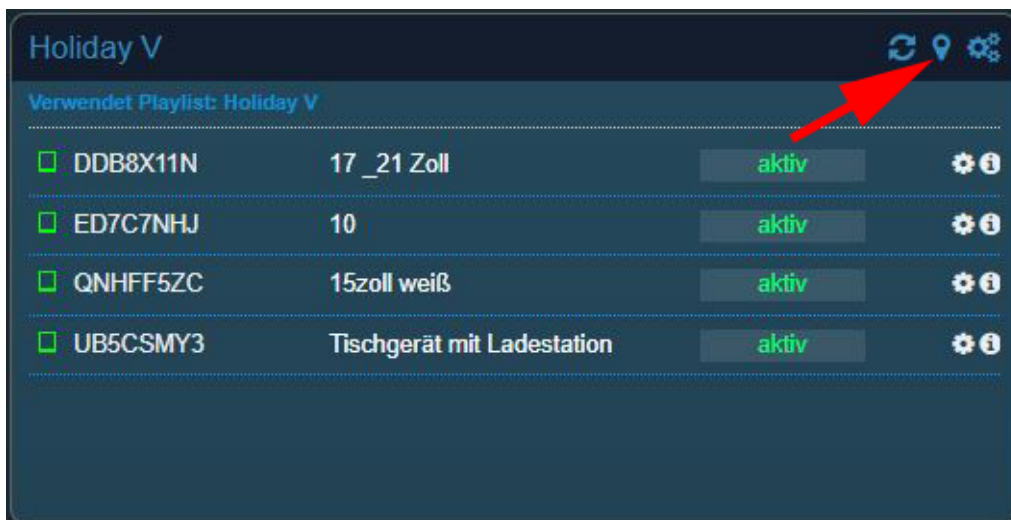 Holiday V
Verwendet Playlist: Holiday V
DDB8X11N 17 _21 Zoll aktiv
ED7C7NHJ 10 aktiv
QNHFF5ZC 15zoll weiß aktiv
UB5CSMY3 Tischgerät mit Ladestation aktiv